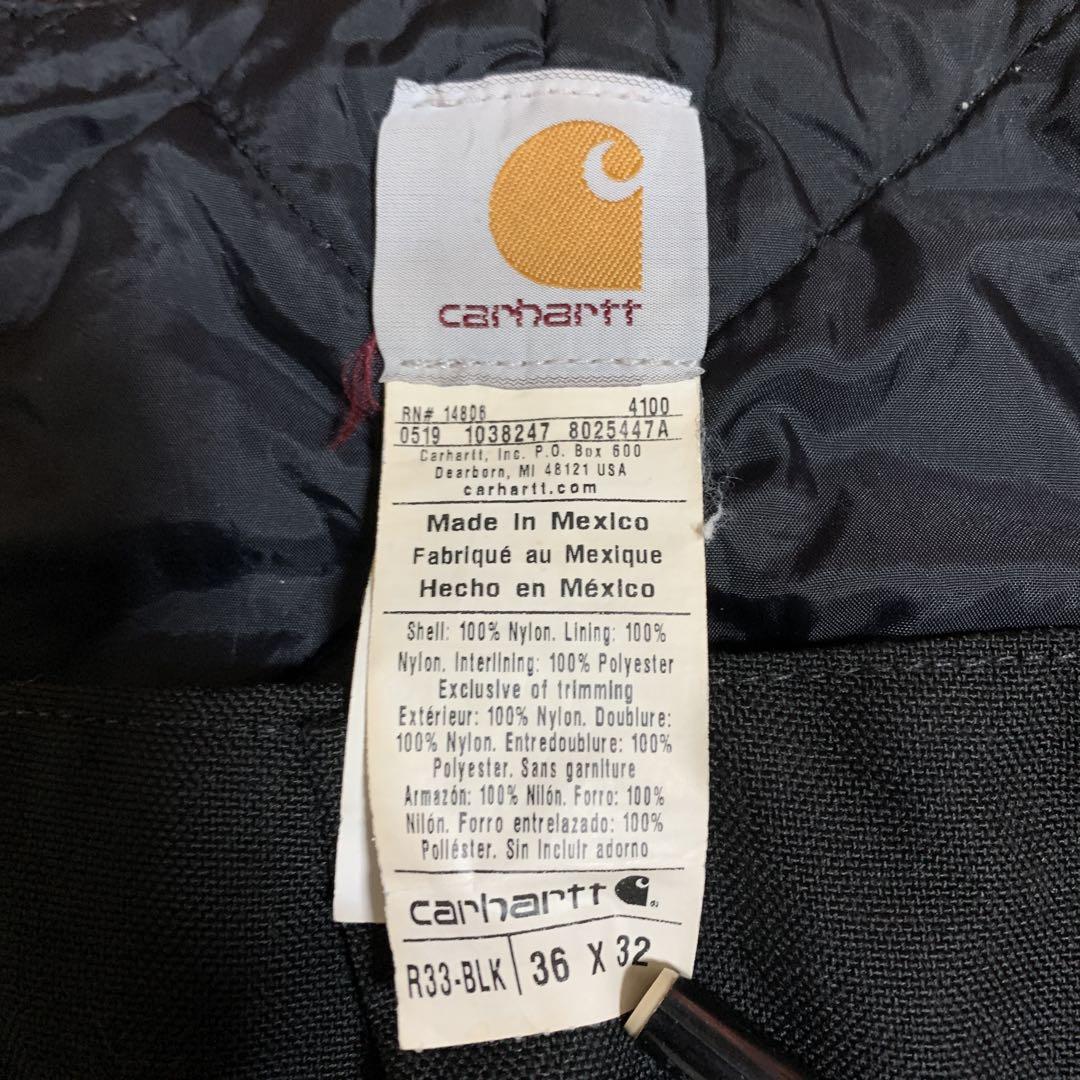 carhartt
RN# 14806 4100
0519 1038247 8025447A
Carhartt, Inc. P.O. Box 600
Dearborn, MI 48121 USA
carhartt.com
Made in Mexico
Fabriqué au Mexique
Hecho en México
Shell: 100% Nylon. Lining: 100%
Nylon. Interlining: 100% Polyester
Exclusive of trimming
Extérieur: 100% Nylon. Doublure:
100% Nylon. Entredoublure: 100%
Polyester. Sans garniture
Armazón: 100% Nilón. Forro: 100%
Nilón. Forro entrelazado: 100%
Poliéster. Sin incluir adorno
carhartt
R33-BLK 36 X 32